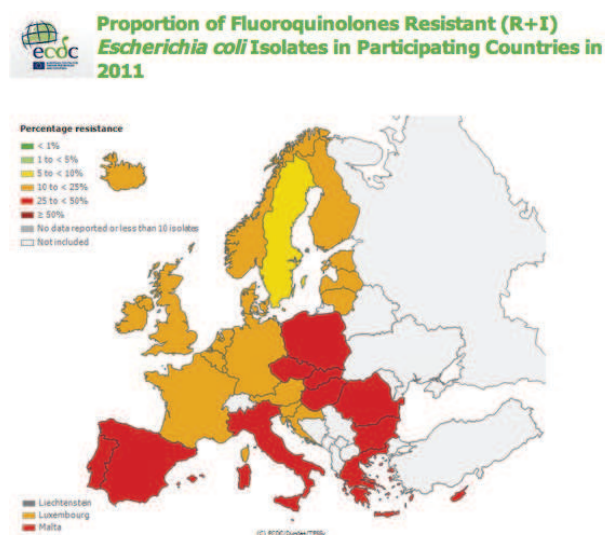 Proportion of Fluoroquinolones Resistant (R+I)
Escherichia coli Isolates in Participating Countries in
2011
ecdc
Percentage resistance
< 1%
1 to < 5%
5 to < 10%
10 to < 25%
25 to < 50%
≥ 50%
No data reported or less than 10 isolates
Not included
Liechtenstein
Luxembourg
Malta
(C) ECDC/Dundas/TESSy